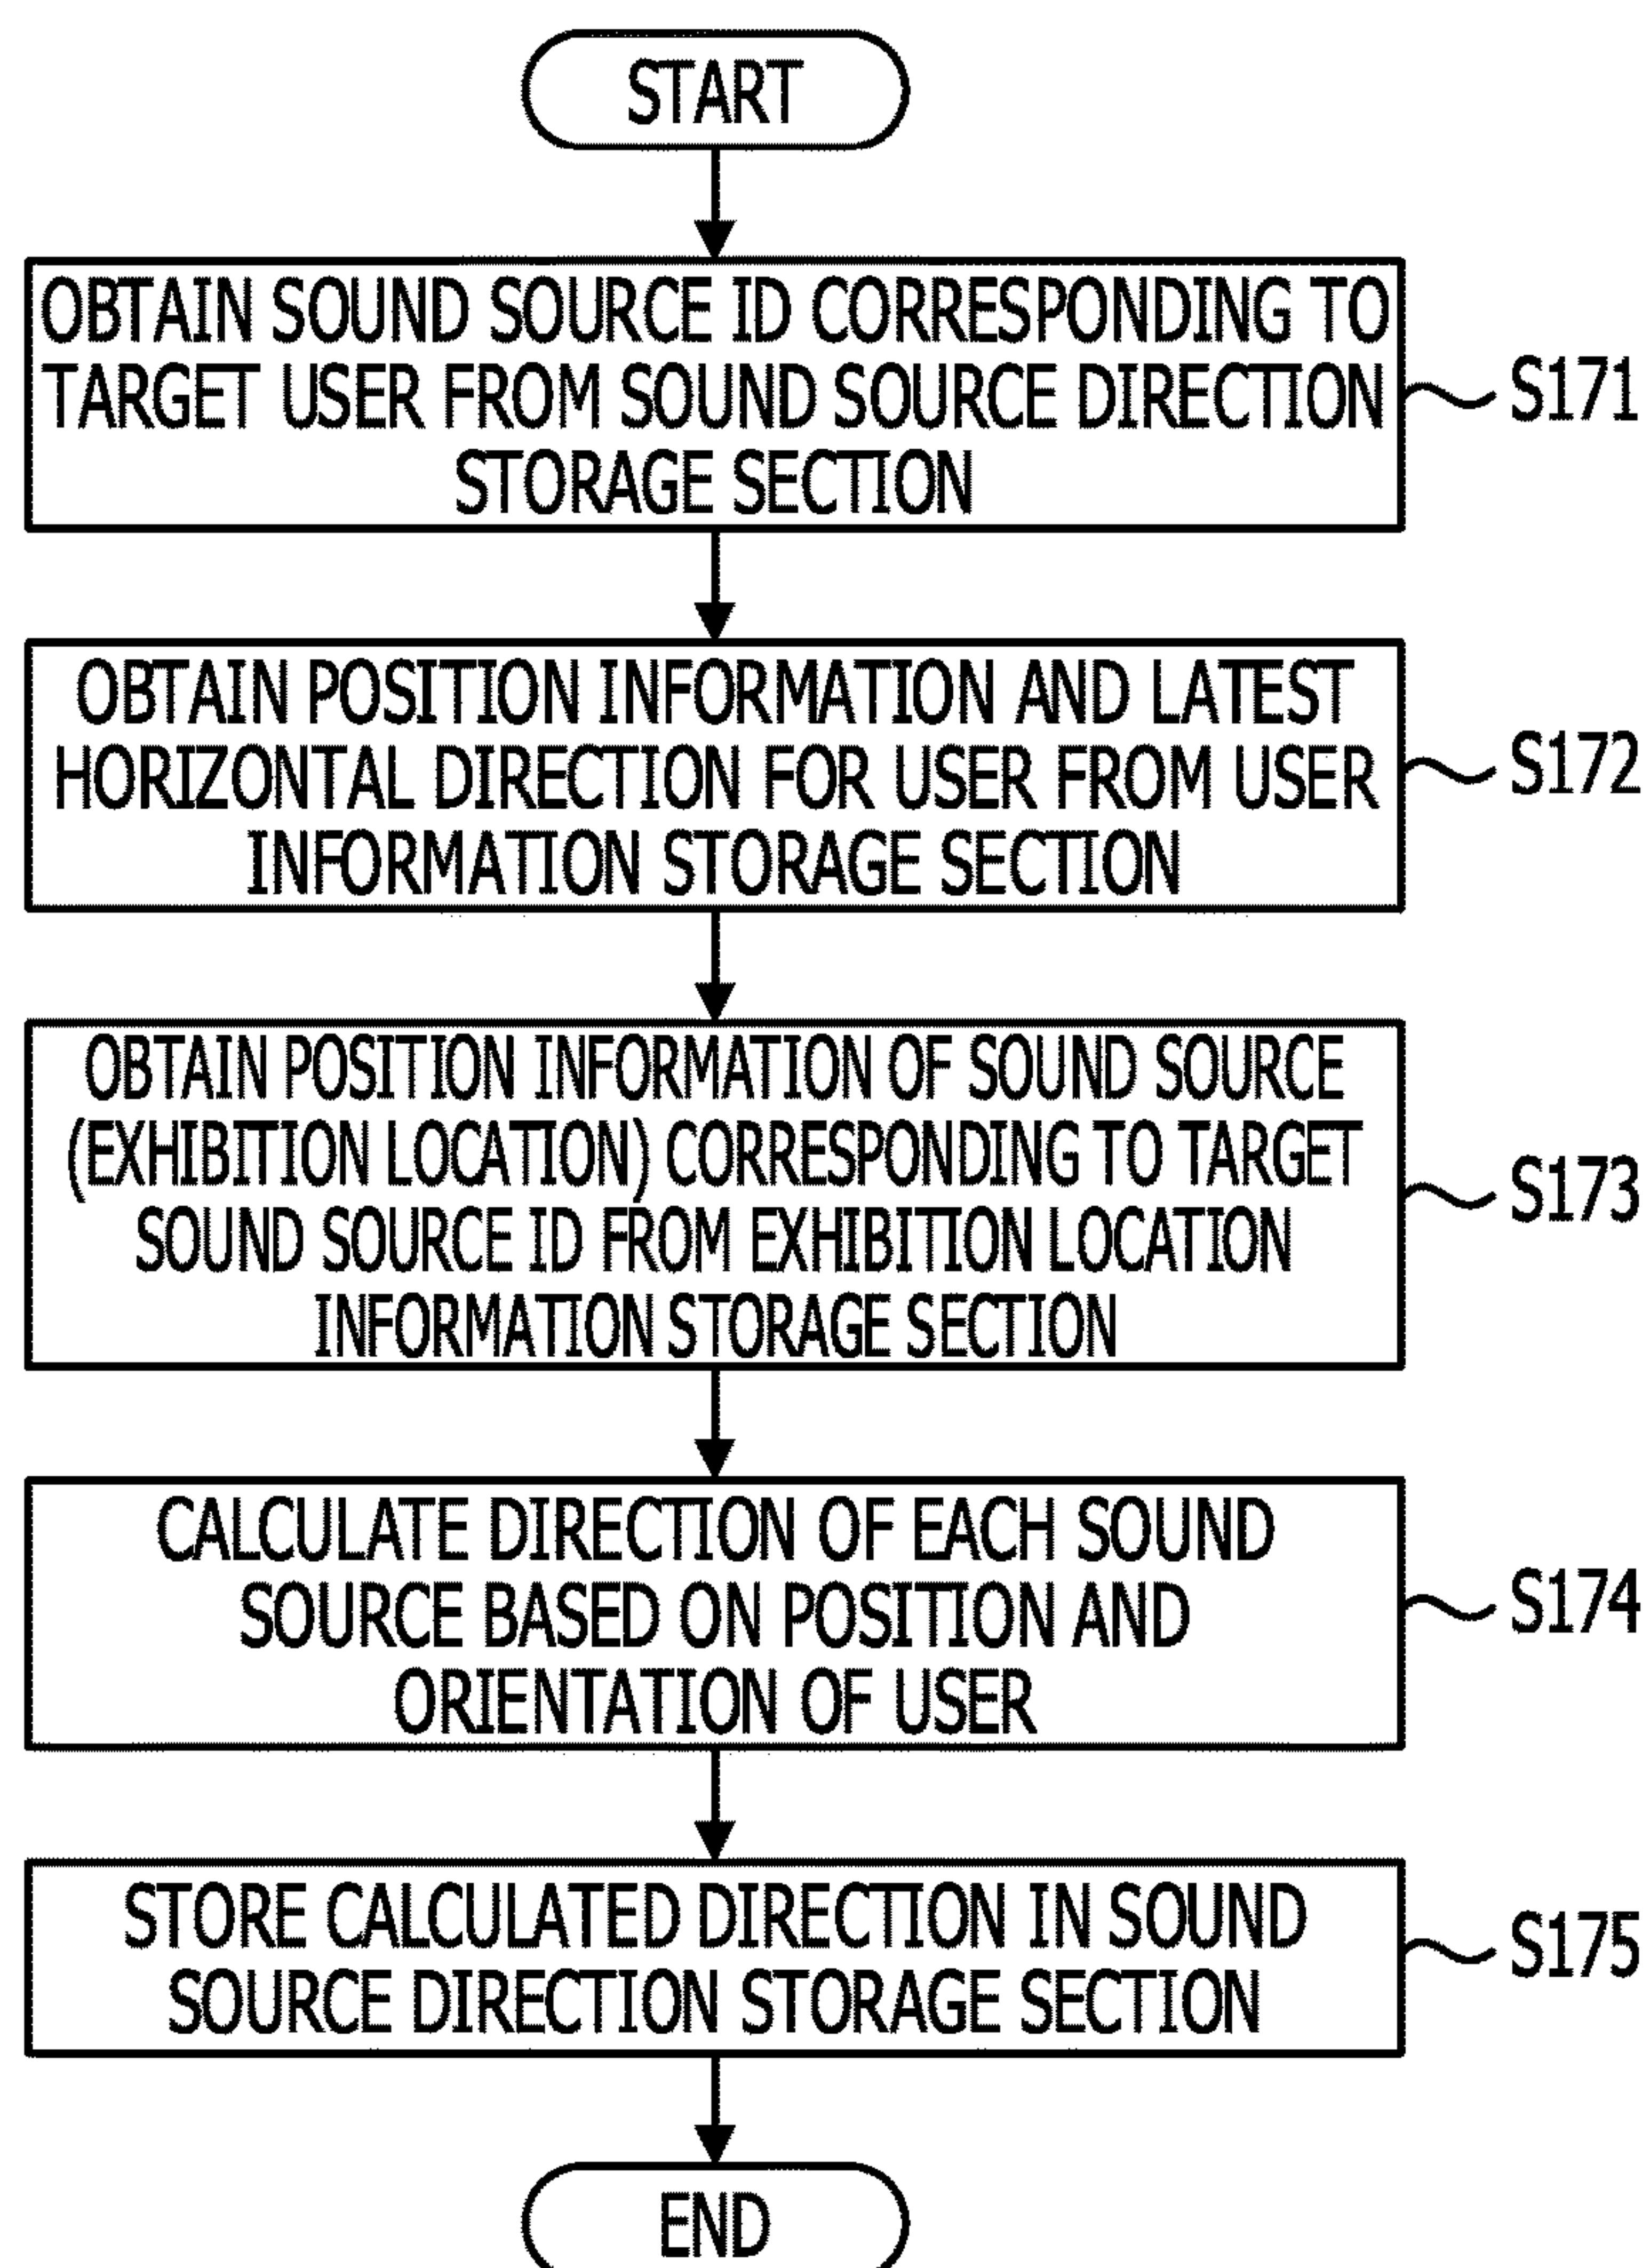 START
OBTAIN SOUND SOURCE ID CORRESPONDING TO
TARGET USER FROM SOUND SOURCE DIRECTION
STORAGE SECTION
S171
OBTAIN POSITION INFORMATION AND LATEST
HORIZONTAL DIRECTION FOR USER FROM USER
INFORMATION STORAGE SECTION
S172
OBTAIN POSITION INFORMATION OF SOUND SOURCE
(EXHIBITION LOCATION) CORRESPONDING TO TARGET
SOUND SOURCE ID FROM EXHIBITION LOCATION
INFORMATION STORAGE SECTION
S173
CALCULATE DIRECTION OF EACH SOUND
SOURCE BASED ON POSITION AND
ORIENTATION OF USER
S174
STORE CALCULATED DIRECTION IN SOUND
SOURCE DIRECTION STORAGE SECTION
S175
END